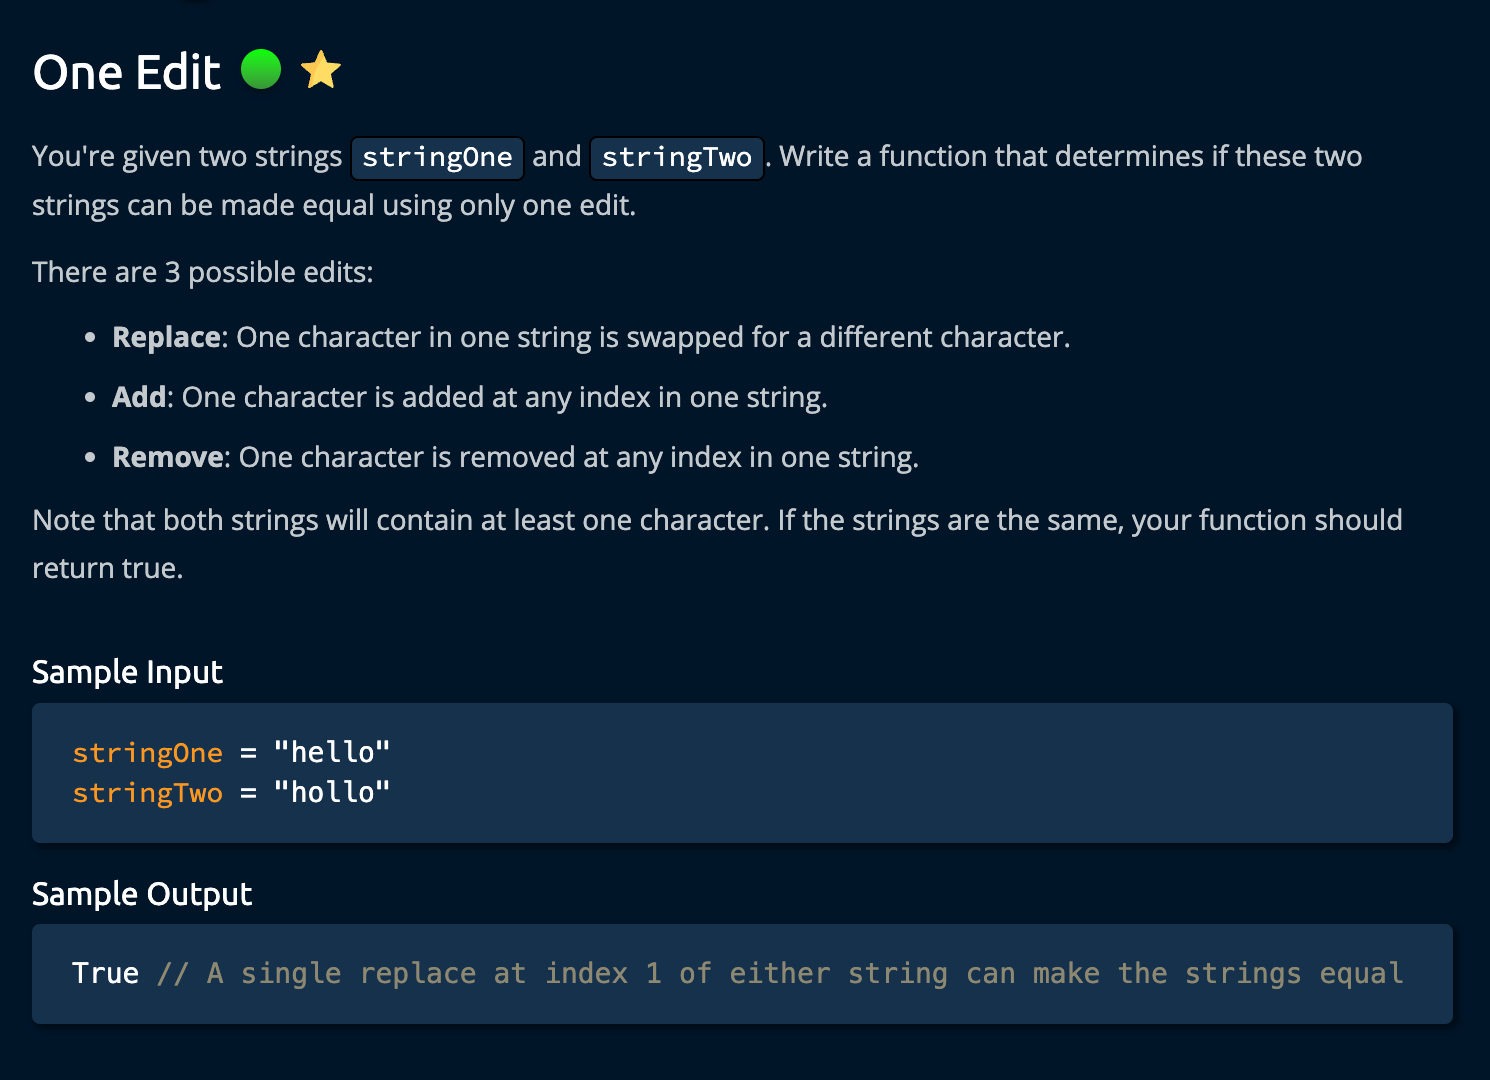 One Edit
You're given two strings stringOne and stringTwo. Write a function that determines if these two
strings can be made equal using only one edit.
There are 3 possible edits:
• Replace: One character in one string is swapped for a different character.
• Add: One character is added at any index in one string.
• Remove: One character is removed at any index in one string.
Note that both strings will contain at least one character. If the strings are the same, your function should
return true.
Sample Input
stringOne = "hello"
stringTwo = "hollo"
Sample Output
True // A single replace at index 1 of either string can make the strings equal